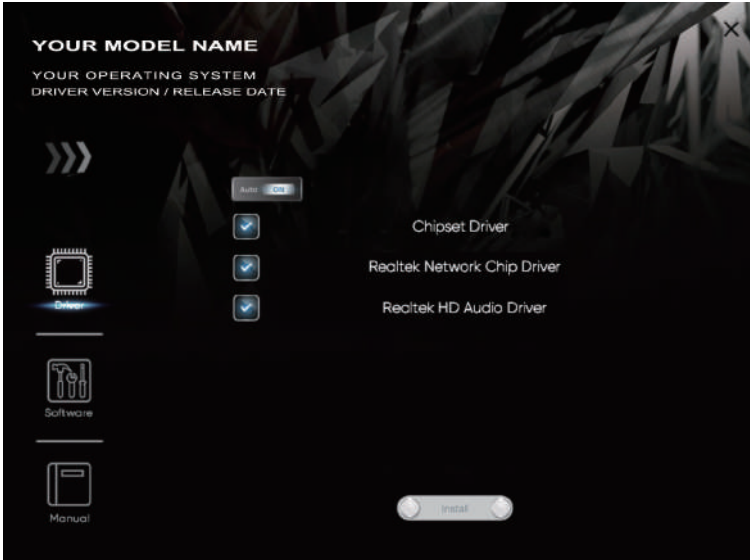 YOUR MODEL NAME
YOUR OPERATING SYSTEM
DRIVER VERSION / RELEASE DATE
Auto ON
Chipset Driver
Realtek Network Chip Driver
Realtek HD Audio Driver
Driver
Software
Manual
Install